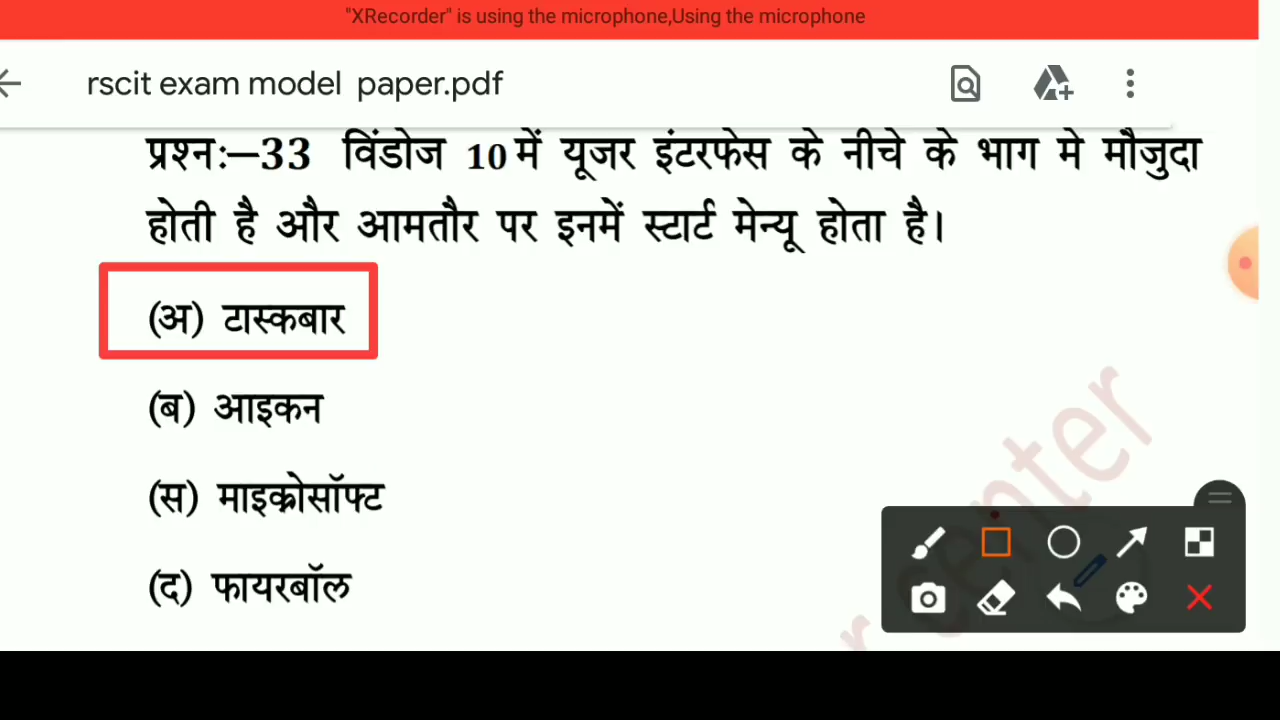 "XRecorder" is using the microphone,Using the microphone
rscit exam model paper.pdf
प्रश्नः–33 विंडोज 10 में यूजर इंटरफेस के नीचे के भाग मे मौजुदा
होती है और आमतौर पर इनमें स्टार्ट मेन्यू होता है।
(अ) टास्कबार
(ब) आइकन
(स) माइक्रोसॉफ्ट
(द) फायरबॉल